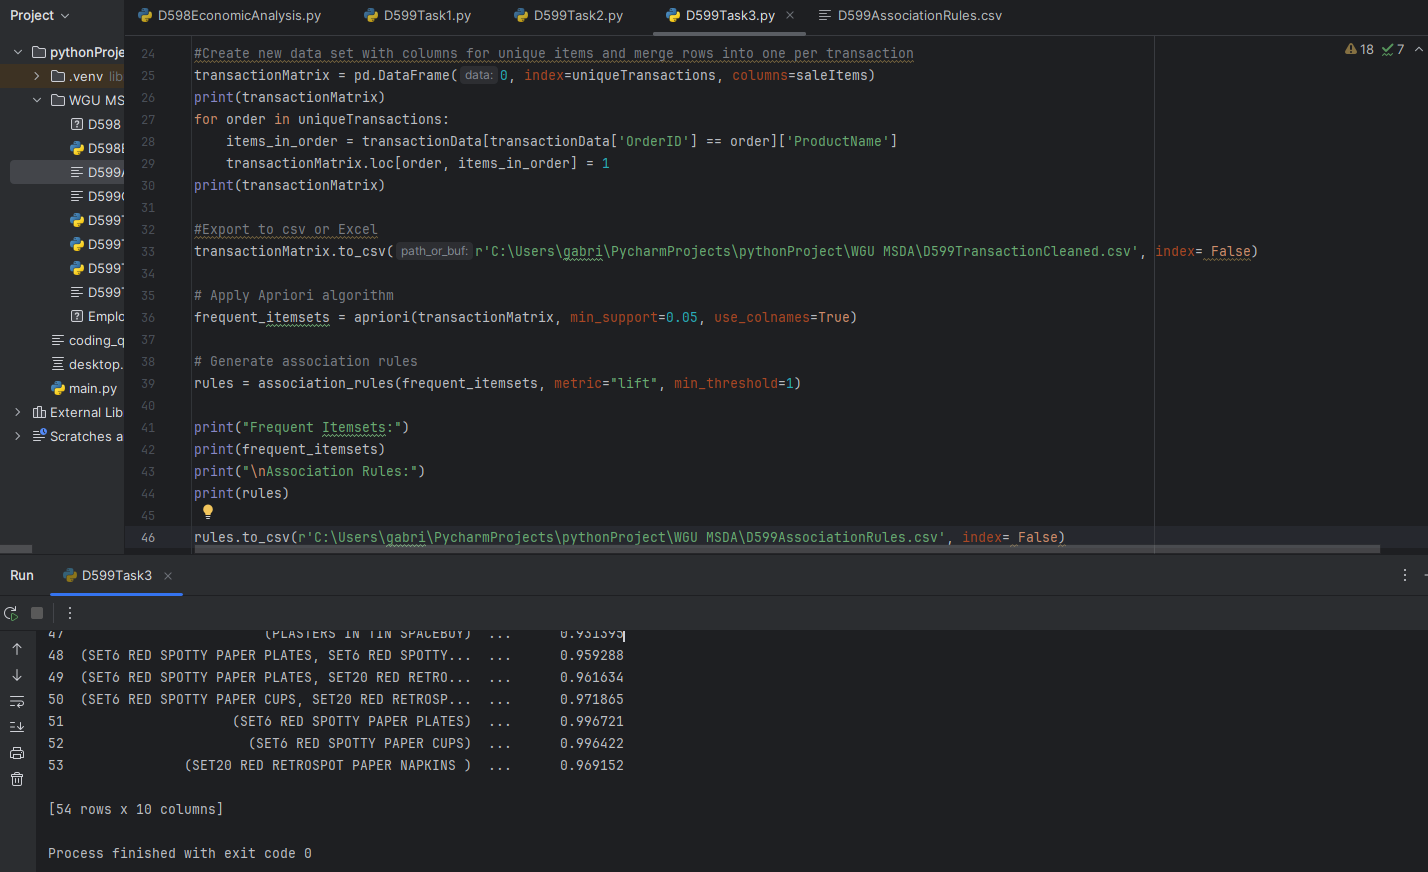 Project
D598EconomicAnalysis.py
D599Task1.py
D599Task2.py
D599Task3.py
D599AssociationRules.csv
pythonProje
.venv lib
WGU MS
D598
D598E
D599A
D599C
D599T
D599T
D599T
D599T
Emplo
coding_q
desktop.
main.py
External Lib
Scratches a
18 7
24 #Create new data set with columns for unique items and merge rows into one per transaction
25 transactionMatrix = pd.DataFrame( data: 0, index=uniqueTransactions, columns=saleItems)
26 print(transactionMatrix)
27 for order in uniqueTransactions:
28 items_in_order = transactionData[transactionData['OrderID'] == order]['ProductName']
29 transactionMatrix.loc[order, items_in_order] = 1
30 print(transactionMatrix)
31
32 #Export to csv or Excel
33 transactionMatrix.to_csv( path_or_buf: r'C:\Users\gabri\PycharmProjects\pythonProject\WGU MSDA\D599TransactionCleaned.csv', index= False)
34
35 # Apply Apriori algorithm
36 frequent_itemsets = apriori(transactionMatrix, min_support=0.05, use_colnames=True)
37
38 # Generate association rules
39 rules = association_rules(frequent_itemsets, metric="lift", min_threshold=1)
40
41 print("Frequent Itemsets:")
42 print(frequent_itemsets)
43 print("\nAssociation Rules:")
44 print(rules)
45
46 rules.to_csv(r'C:\Users\gabri\PycharmProjects\pythonProject\WGU MSDA\D599AssociationRules.csv', index= False)
Run D599Task3
47 (PLASTERS IN TIN SPACEBOY) ... 0.931395
48 (SET6 RED SPOTTY PAPER PLATES, SET6 RED SPOTTY... ... 0.959288
49 (SET6 RED SPOTTY PAPER PLATES, SET20 RED RETRO... ... 0.961634
50 (SET6 RED SPOTTY PAPER CUPS, SET20 RED RETROSP... ... 0.971865
51 (SET6 RED SPOTTY PAPER PLATES) ... 0.996721
52 (SET6 RED SPOTTY PAPER CUPS) ... 0.996422
53 (SET20 RED RETROSPOT PAPER NAPKINS ) ... 0.969152
[54 rows x 10 columns]
Process finished with exit code 0